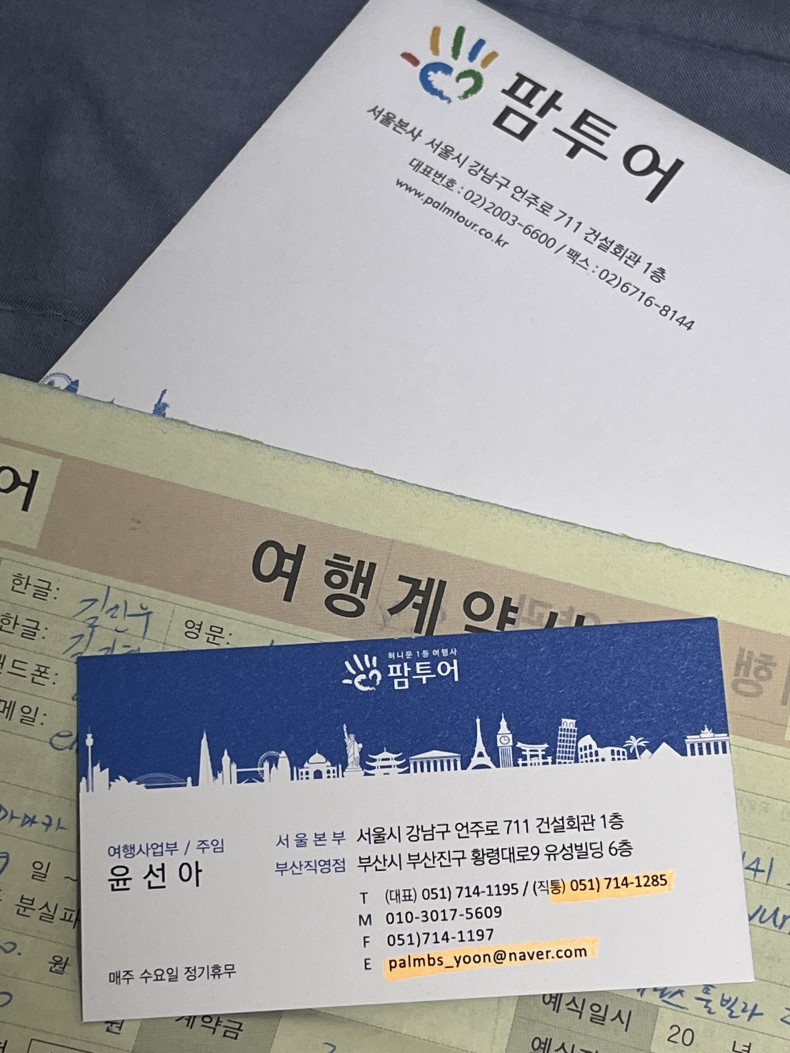 팜투어
서울본사 서울시 강남구 언주로 711 건설회관 1층
대표번호 : 02)2003-6600 / 팩스 : 02)6716-8144
www.palmtour.co.kr
어
여행계약
한글:
영문:
한글:
메일:
허니문 1등 여행사
팜투어
여행사업부 / 주임
윤선아
서울본부 서울시 강남구 언주로 711 건설회관 1층
부산직영점 부산시 부산진구 황령대로9 유성빌딩 6층
T (대표) 051) 714-1195 / (직통) 051) 714-1285
M 010-3017-5609
F 051)714-1197
E palmbs_yoon@naver.com
매주 수요일 정기휴무
일 ~
분실
월
원
계약금
예식일시 20 년